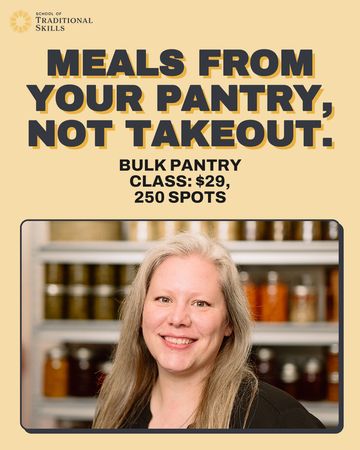 SCHOOL OF
TRADITIONAL
SKILLS
MEALS FROM
YOUR PANTRY,
NOT TAKEOUT.
BULK PANTRY
CLASS: $29,
250 SPOTS